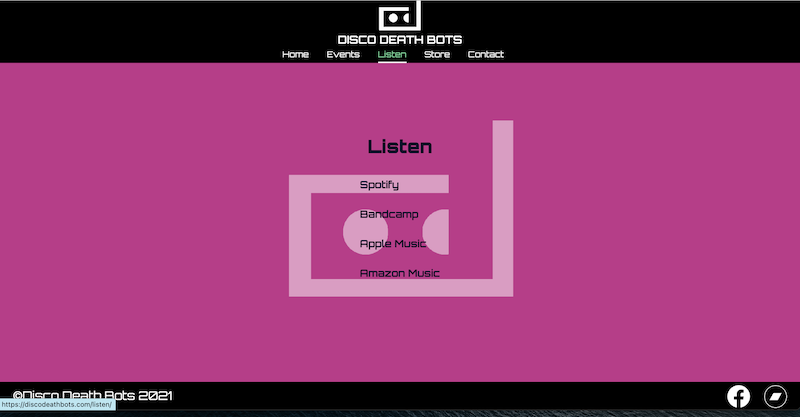 DISCO DEATH BOTS
Home Events Listen Store Contact
Listen
Spotify
Bandcamp
Apple Music
Amazon Music
©Disco Death Bots 2021
https://discodeathbots.com/listen/